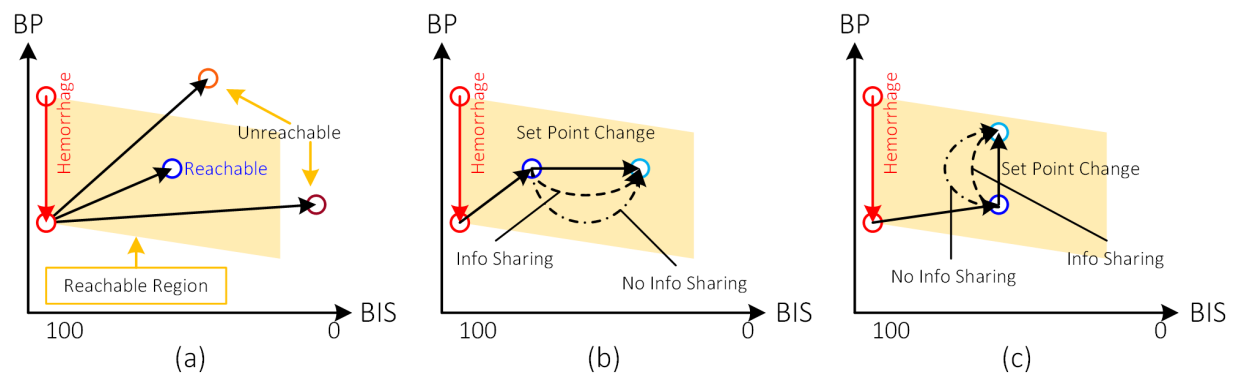 BP
Hemorrhage
Unreachable
Reachable
Reachable Region
100
0
BIS
(a)
BP
Hemorrhage
Set Point Change
Info Sharing
No Info Sharing
100
0
BIS
(b)
BP
Hemorrhage
Set Point Change
Info Sharing
No Info Sharing
100
0
BIS
(c)